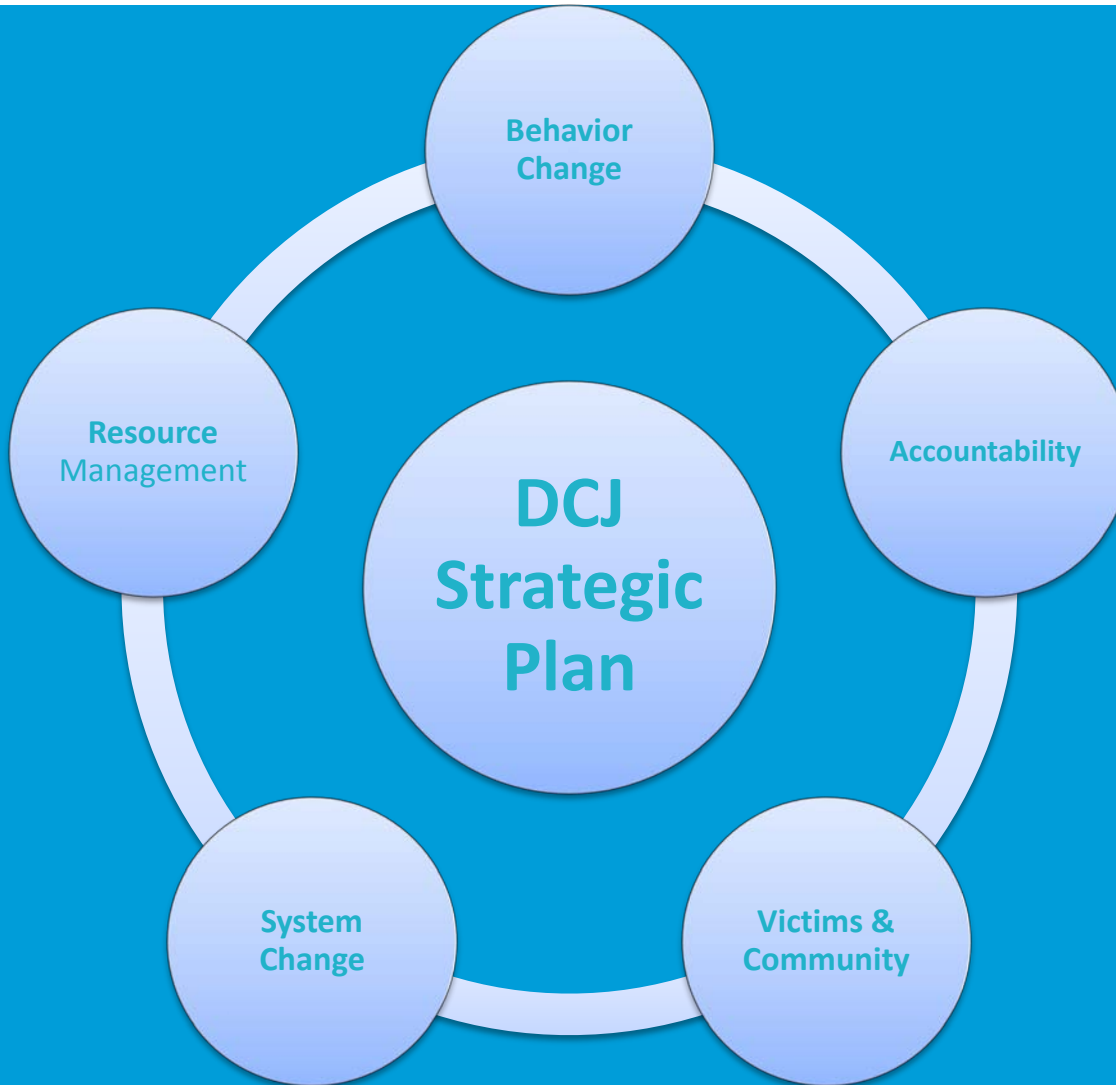 Behavior
Change
Accountability
Victims &
Community
System
Change
Resource
Management
DCJ
Strategic
Plan